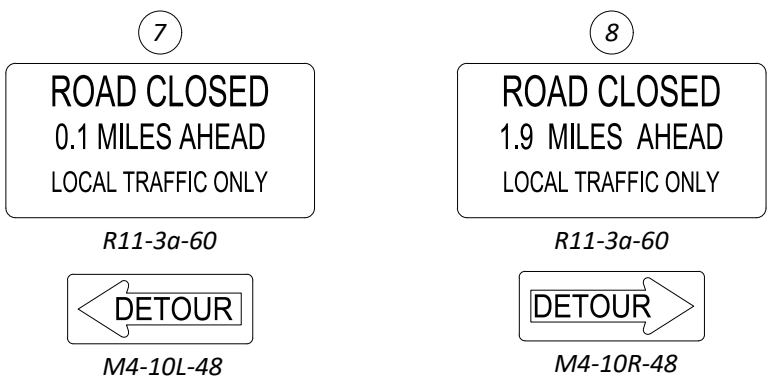 7
ROAD CLOSED
0.1 MILES AHEAD
LOCAL TRAFFIC ONLY
R11-3a-60
DETOUR
M4-10L-48
8
ROAD CLOSED
1.9 MILES AHEAD
LOCAL TRAFFIC ONLY
R11-3a-60
DETOUR
M4-10R-48